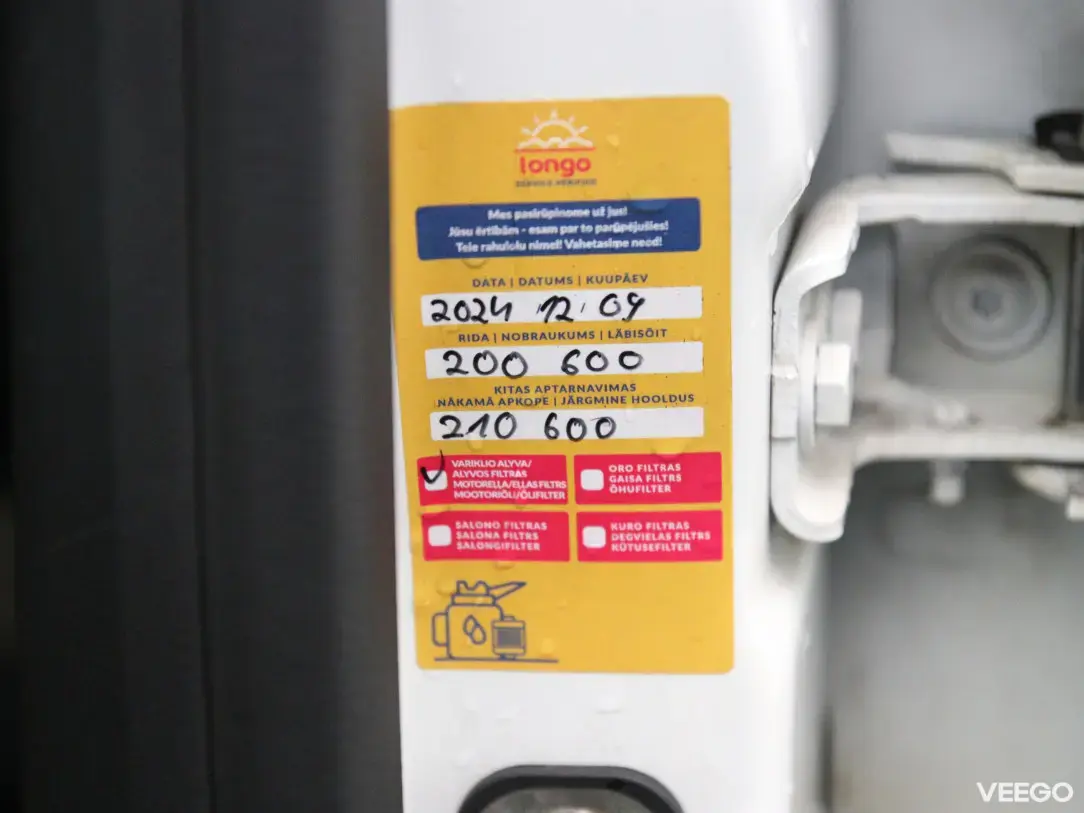 longo
Mes pasirūpinome už jus!
Jūsu ērtībām - esam par to parūpējušies!
Teie rahulolu nimel! Vahetasime need!
DATA | DATUMS | KUUPÄEV
2024 12. 09
RIDA | NOBRAUKUMS | LÄBISÕIT
200 600
KITAS APTARNAVIMAS
NĀKAMĀ APKOPE | JÄRGMINE HOOLDUS
210 600
VARIKLIO ALYVA/
ALYVOS FILTRAS
MOTOREĻĻA/EĻĻAS FILTRS
MOOTORIÕLI/ÕLIFILTER
ORO FILTRAS
GAISA FILTRS
ÕHUFILTER
SALONO FILTRAS
SALONA FILTRS
SALONGIFILTER
KURO FILTRAS
DEGVIELAS FILTRS
KÜTUSEFILTER
VEEGO